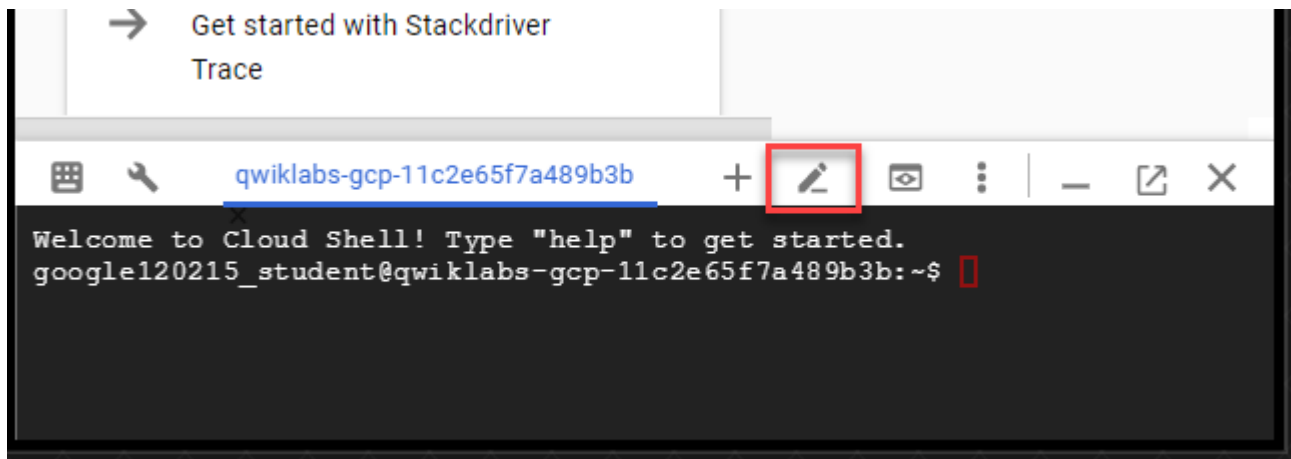 Get started with Stackdriver
Trace
qwiklabs-gcp-11c2e65f7a489b3b
Welcome to Cloud Shell! Type "help" to get started.
google120215_student@qwiklabs-gcp-11c2e65f7a489b3b:~$